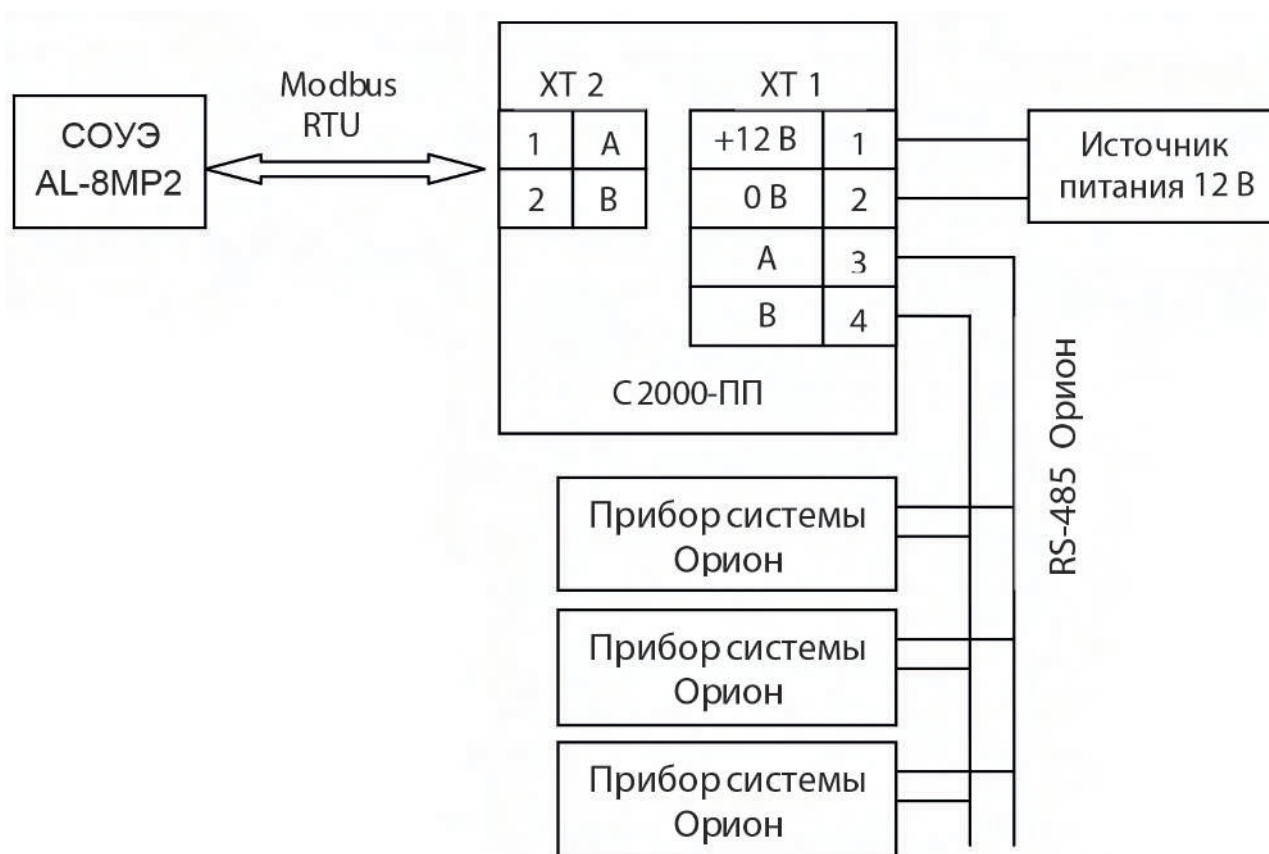 СОУЭ
AL-8MP2
Modbus
RTU
XT 2
1 A
2 B
XT 1
+12 В 1
0 В 2
A 3
B 4
С2000-ПП
Источник
питания 12 В
RS-485 Орион
Прибор системы
Орион
Прибор системы
Орион
Прибор системы
Орион